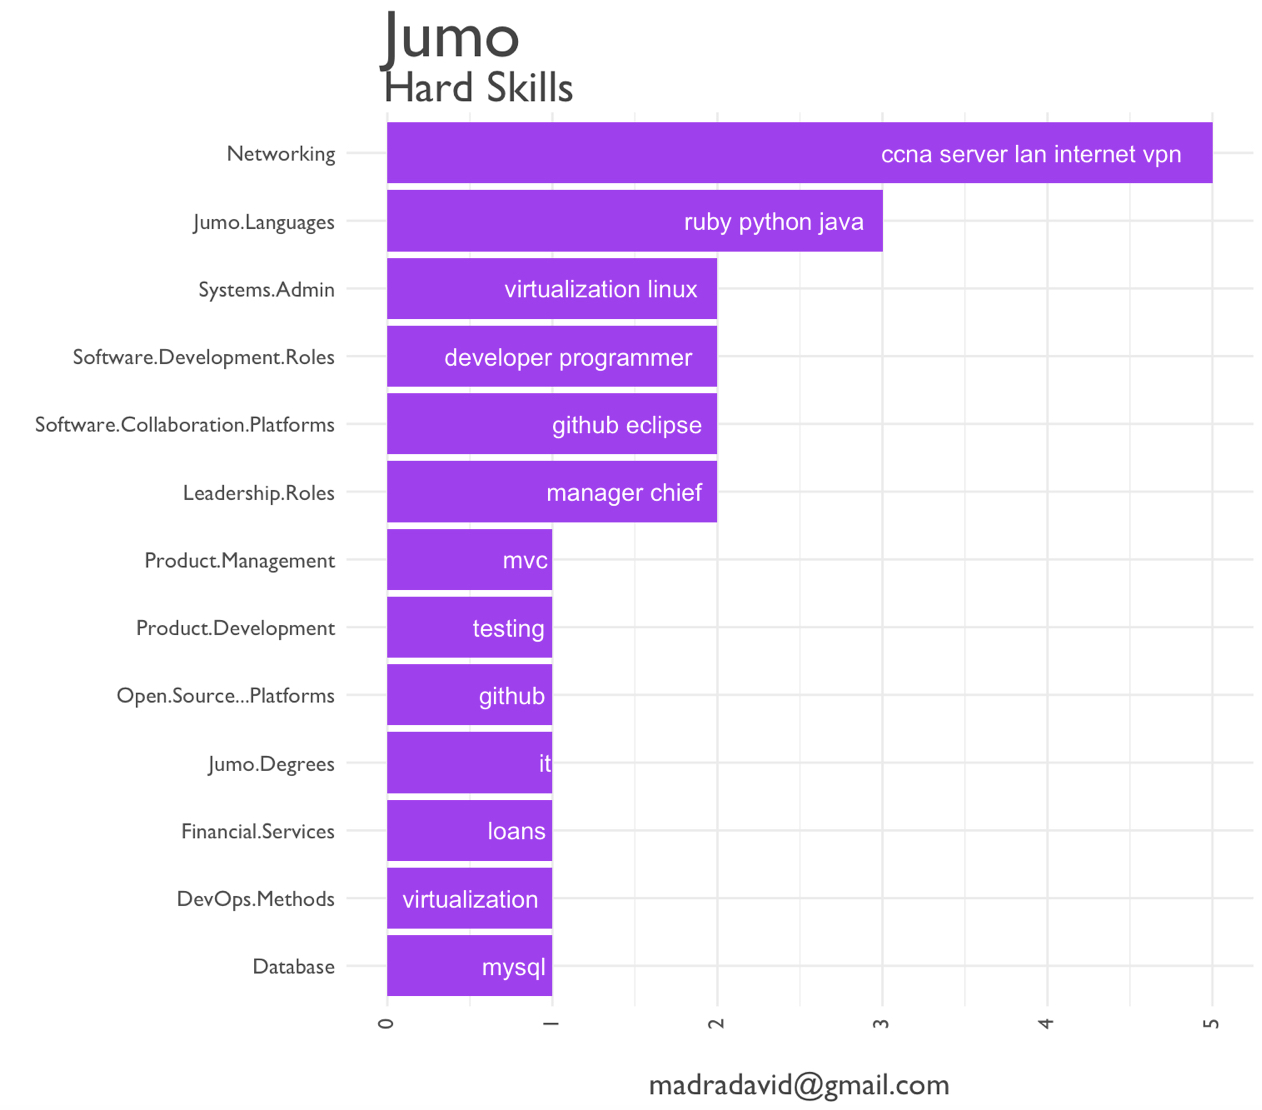 Jumo
Hard Skills
Networking ccna server lan internet vpn
Jumo.Languages ruby python java
Systems.Admin virtualization linux
Software.Development.Roles developer programmer
Software.Collaboration.Platforms github eclipse
Leadership.Roles manager chief
Product.Management mvc
Product.Development testing
Open.Source...Platforms github
Jumo.Degrees it
Financial.Services loans
DevOps.Methods virtualization
Database mysql
0 1 2 3 4 5
madradavid@gmail.com